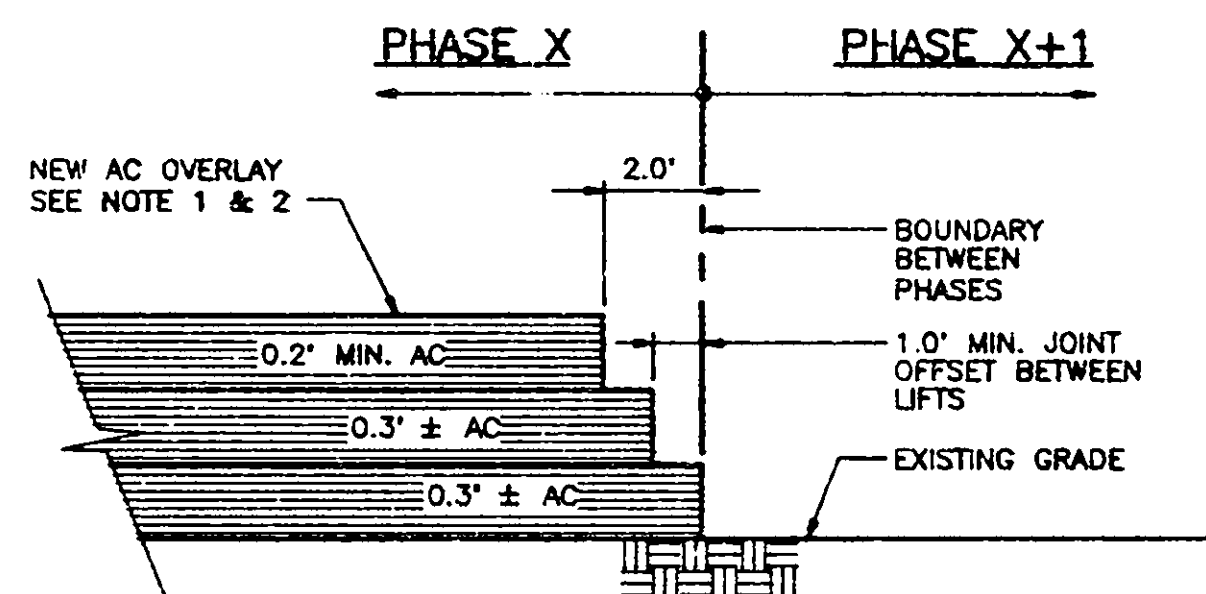 PHASE X
PHASE X+1
NEW AC OVERLAY
SEE NOTE 1 & 2
2.0'
BOUNDARY
BETWEEN
PHASES
0.2' MIN. AC
1.0' MIN. JOINT
OFFSET BETWEEN
LIFTS
0.3' ± AC
EXISTING GRADE
0.3' ± AC